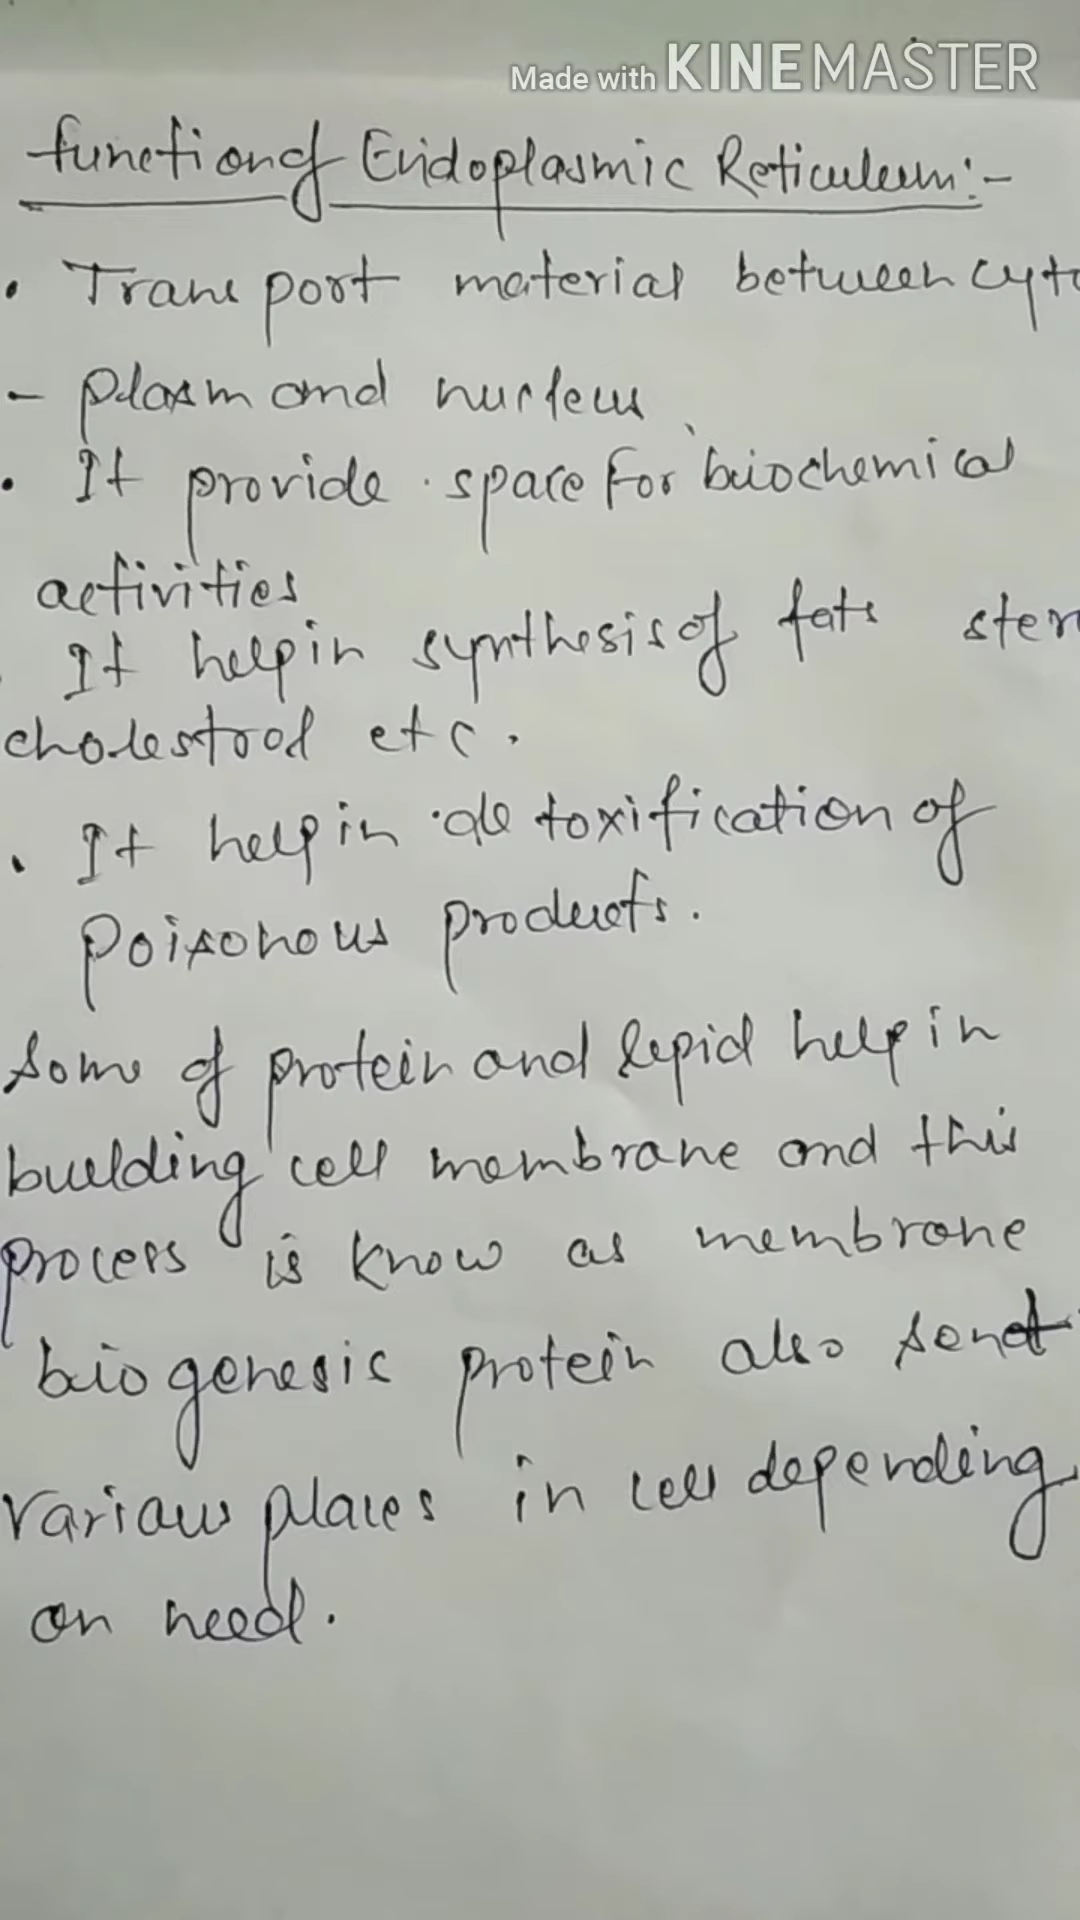 Made with KINEMASTER
function of Endoplasmic Reticuleum:-
• Transport material between cyto
- plasm and nucleus
• It provide space for biochemical
activities
It help in synthesis of fats ster
cholestrol etc.
• It help in detoxification of
Poisonous products.
Some of protein and lepid help in
building cell membrane and this
process is know as membrane
biogenesis protein also send
various places in cell depending
on need.